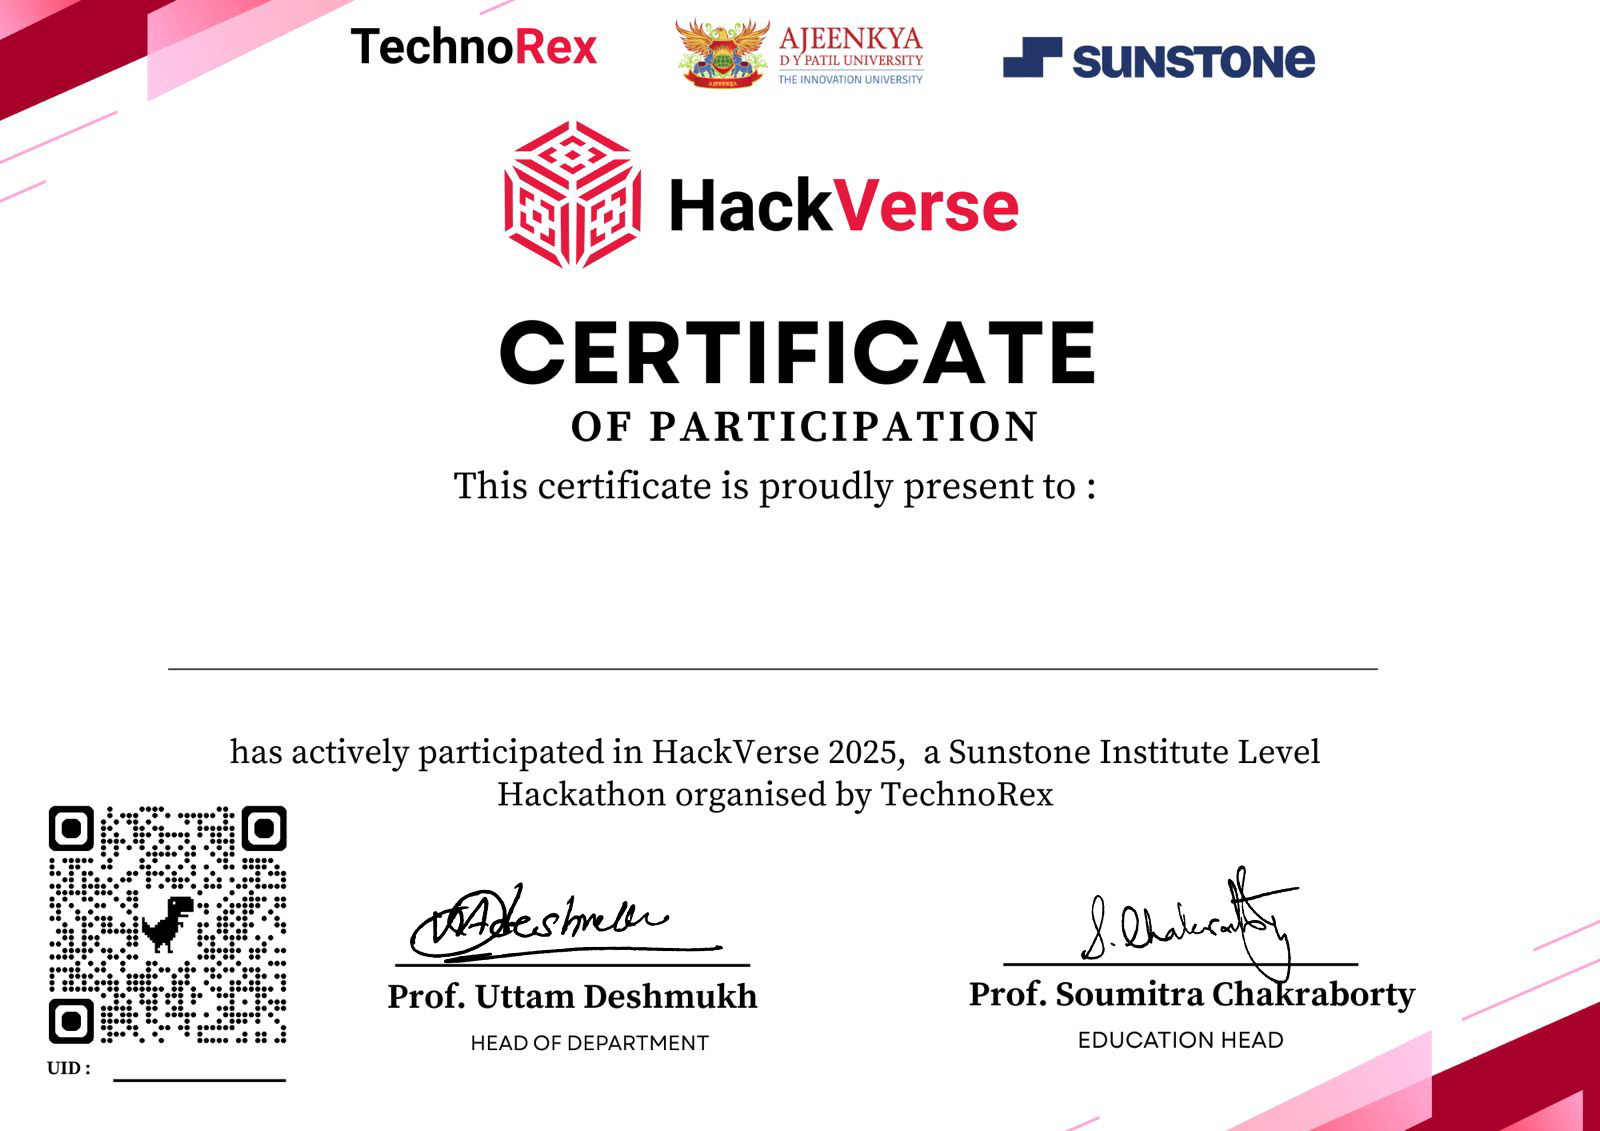 TechnoRex
AJEENKYA
D Y PATIL UNIVERSITY
THE INNOVATION UNIVERSITY
AJEENKYA
SUNSTONE
HackVerse
CERTIFICATE
OF PARTICIPATION
This certificate is proudly present to :
has actively participated in HackVerse 2025, a Sunstone Institute Level
Hackathon organised by TechnoRex
S. Chakraborty
Prof. Uttam Deshmukh
HEAD OF DEPARTMENT
Prof. Soumitra Chakraborty
EDUCATION HEAD
UID :